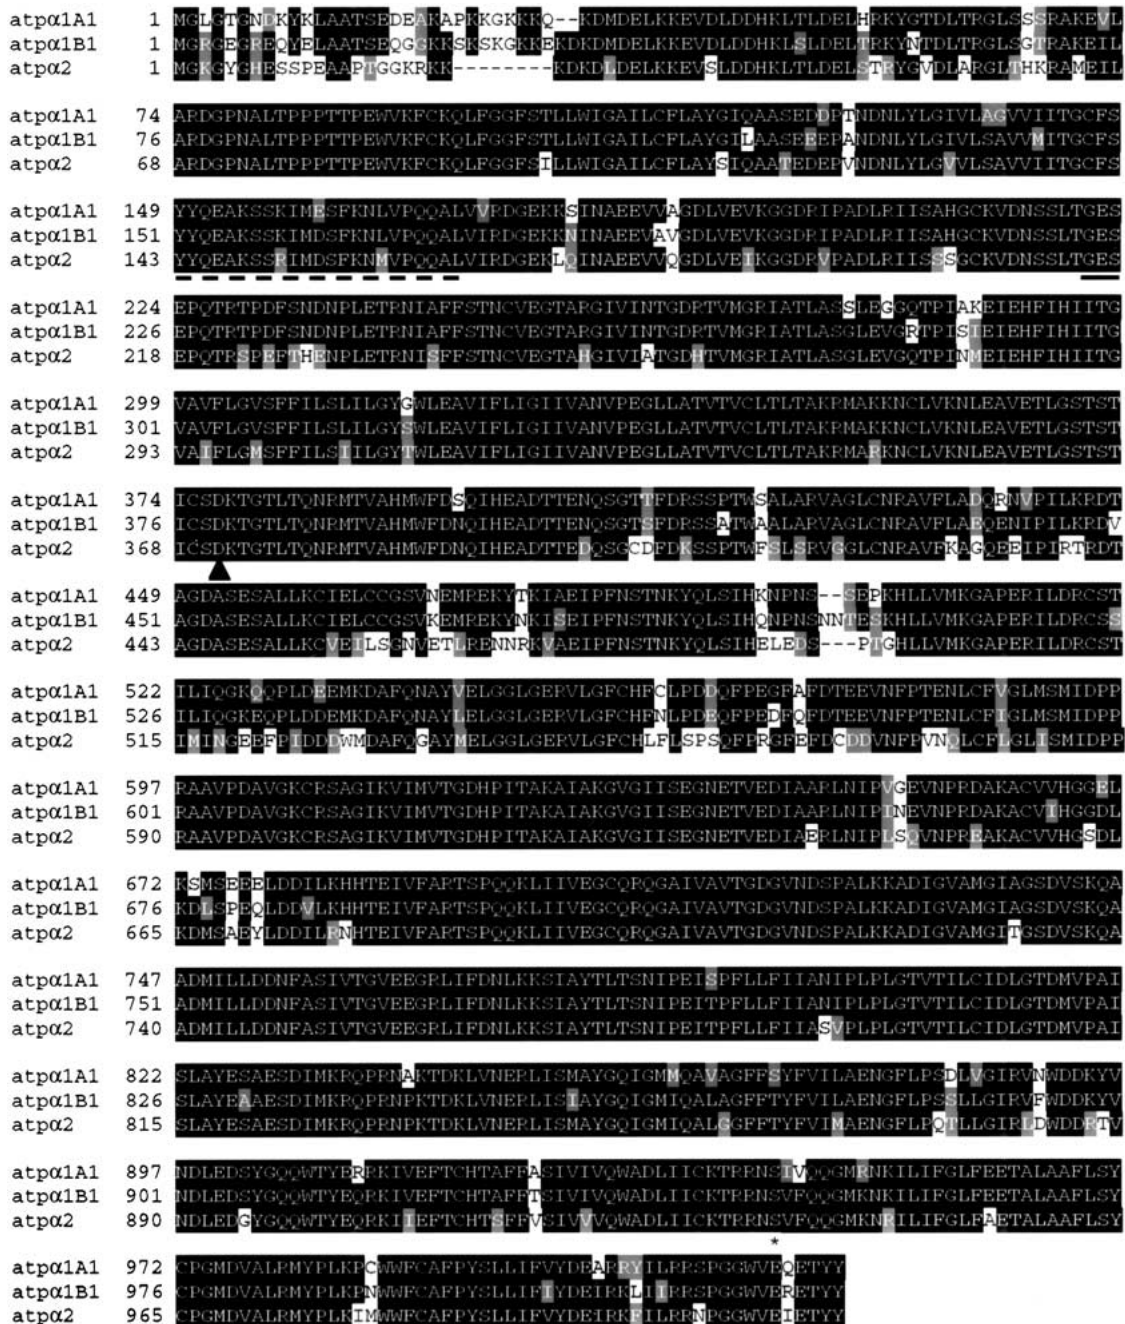 atpα1A1 1 MGLGTGNDKYKLAATSEDEAKAPKKGKKKQ--KDMDELKKEVDLDDHKLTLDELHRKYGTDLTRGLSSSRAKEVL
atpα1B1 1 MGRGEGREQYELAATSEQGGKKSKSKGKKEKDKDMDELKKEVDLDDHKLSLDELTRKYNTDLTRGLSGTRAKEIL
atpα2 1 MGKGYGHESSPEAAPTGGKRKK---------KDKDLDELKKEVSLDDHKLTLDELSTRYGVDLARGLTHKRAMEIL
atpα1A1 74 ARDGPNALTPPPTTPEWVKFCKQLFGGFSTLLWIGAILCFLAYGIQAASEDDPTNDNLYLGIVLAGVVIITGCFS
atpα1B1 76 ARDGPNALTPPPTTPEWVKFCKQLFGGFSTLLWIGAILCFLAYGILAASEEEPANDNLYLGIVLSAVVMITGCFS
atpα2 68 ARDGPNALTPPPTTPEWVKFCKQLFGGFSILLWIGAILCFLAYSIQAATEDEPVNDNLYLGVVLSAVVIITGCFS
atpα1A1 149 YYQEAKSSKIMESFKNLVPQQALVVRDGEKKSINAEEVVAGDLVEVKGGDRIPADLRIISAHGCKVDNSSLTGES
atpα1B1 151 YYQEAKSSKIMDSFKNLVPQQALVIRDGEKKNINAEEVAVGDLVEVKGGDRIPADLRIISAHGCKVDNSSLTGES
atpα2 143 YYQEAKSSRIMDSFKNMVPQQALVIRDGEKLQINAEEVVQGDLVEIKGGDRVPADLRIISSSGCKVDNSSLTGES
atpα1A1 224 EPQTRTPDFSNDNPLETRNIAFFSTNCVEGTARGIVINTGDRTVMGRIATLASSLEGGQTPIAKEIEHFIHIITG
atpα1B1 226 EPQTRTPDFSNDNPLETRNIAFFSTNCVEGTARGIVINTGDRTVMGRIATLASGLEVGRTPISIEIEHFIHIITG
atpα2 218 EPQTRSPEFTHENPLETRNISFFSTNCVEGTAHGIVIATGDHTVMGRIATLASGLEVGQTPINMEIEHFIHIITG
atpα1A1 299 VAVFLGVSFFILSLILGYGWLEAVIFLIGIIVANVPEGLLATVTVCLTLTAKRMAKKNCLVKNLEAVETLGSTST
atpα1B1 301 VAVFLGVSFFILSLILGYSWLEAVIFLIGIIVANVPEGLLATVTVCLTLTAKRMAKKNCLVKNLEAVETLGSTST
atpα2 293 VAIFLGMSFFILSIILGYTWLEAVIFLIGIIVANVPEGLLATVTVCLTLTAKRMARKNCLVKNLEAVETLGSTST
atpα1A1 374 ICSDKTGTLTQNRMTVAHMWFDSQIHEADTTENQSGTTFDRSSPTWSALARVAGLCNRAVFLADQRNVPILKRDT
atpα1B1 376 ICSDKTGTLTQNRMTVAHMWFDNQIHEADTTENQSGTSFDRSSATWAALARVAGLCNRAVFLAEQENIPILKRDV
atpα2 368 ICSDKTGTLTQNRMTVAHMWFDNQIHEADTTEDQSGCDFDKSSPTWFSLSRVGGLCNRAVFKAGQEEIPIRTRDT
atpα1A1 449 AGDASESALLKCIELCCGSVNEMREKYTKIAEIPFNSTNKYQLSIHKNPNS--SEPKHLLVMKGAPERILDRCST
atpα1B1 451 AGDASESALLKCIELCCGSVKEMREKYNKISEIPFNSTNKYQLSIHQNPNSNNTESKHLLVMKGAPERILDRCSS
atpα2 443 AGDASESALLKCVEILSGNVETLRENNRKVAEIPFNSTNKYQLSIHELEDS---PTGHLLVMKGAPERILDRCST
atpα1A1 522 ILIQGKQQPLDEEMKDAFQNAYVELGGLGERVLGFCHFCLPDDQFPEGFAFDTEEVNFPTENLCFVGLMSMIDPP
atpα1B1 526 ILIQGKEQPLDDEMKDAFQNAYLELGGLGERVLGFCHFNLPDEQFPEDFQFDTEEVNFPTENLCFIGLMSMIDPP
atpα2 515 IMINGEEFPIDDDWMDAFQGAYMELGGLGERVLGFCHLFLSPSQFPRGFEFDCDDVNFPVNQLCFLGLISMIDPP
atpα1A1 597 RAAVPDAVGKCRSAGIKVIMVTGDHPITAKAIAKGVGIISEGNETVEDIAARLNIPVGEVNPRDAKACVVHGGEL
atpα1B1 601 RAAVPDAVGKCRSAGIKVIMVTGDHPITAKAIAKGVGIISEGNETVEDIAARLNIPINEVNPRDAKACVIHGGDL
atpα2 590 RAAVPDAVGKCRSAGIKVIMVTGDHPITAKAIAKGVGIISEGNETVEDIAERLNIPLSQVNPREAKACVVHGSDL
atpα1A1 672 KSMSEEELDDILKHHTEIVFARTSPQQKLIIVEGCQRQGAIVAVTGDGVNDSPALKKADIGVAMGIAGSDVSKQA
atpα1B1 676 KDLSPEQLDDVLKHHTEIVFARTSPQQKLIIVEGCQRQGAIVAVTGDGVNDSPALKKADIGVAMGIAGSDVSKQA
atpα2 665 KDMSAEYLDDILRNHTEIVFARTSPQQKLIIVEGCQRQGAIVAVTGDGVNDSPALKKADIGVAMGITGSDVSKQA
atpα1A1 747 ADMILLDDNFASIVTGVEEGRLIFDNLKKSIAYTLTSNIPEISPFLLFIIANIPLPLGTVTILCIDLGTDMVPAI
atpα1B1 751 ADMILLDDNFASIVTGVEEGRLIFDNLKKSIAYTLTSNIPEITPFLLFIIANIPLPLGTVTILCIDLGTDMVPAI
atpα2 740 ADMILLDDNFASIVTGVEEGRLIFDNLKKSIAYTLTSNIPEITPFLLFIIASVPLPLGTVTILCIDLGTDMVPAI
atpα1A1 822 SLAYESAESDIMKRQPRNAKTDKLVNERLISMAYGQIGMMQAVAGFFSYFVILAENGFLPSDLVGIRVNWDDKYV
atpα1B1 826 SLAYEAAESDIMKRQPRNPKTDKLVNERLISIAYGQIGMIQALAGFFTYFVILAENGFLPSSLLGIRVFWDDKYV
atpα2 815 SLAYESAESDIMKRQPRNPKTDKLVNERLISMAYGQIGMIQALGGFFTYFVIMAENGFLPQTLLGIRLDWDDRTV
atpα1A1 897 NDLEDSYGQQWTYERRKIVEFTCHTAFFASIVIVQWADLIICKTRRNSIVQQGMRNKILIFGLFEETALAAFLSY
atpα1B1 901 NDLEDSYGQQWTYEQRKIVEFTCHTAFFTSIVIVQWADLIICKTRRNSVFQQGMKNKILIFGLFEETALAAFLSY
atpα2 890 NDLEDGYGQQWTYEQRKIIEFTCHTSFFVSIVVVQWADLIICKTRRNSVFQQGMKNRILIFGLFAETALAAFLSY
*
atpα1A1 972 CPGMDVALRMYPLKPCWWFCAFPYSLLIFVYDEARRYILRRSPGGWVEQETYY
atpα1B1 976 CPGMDVALRMYPLKPNWWFCAFPYSLLIFIYDEIRKLIIRRSPGGWVERETYY
atpα2 965 CPGMDVALRMYPLKIMWWFCAFPYSLLIFVYDEIRKFILRRNPGGWVEIETYY